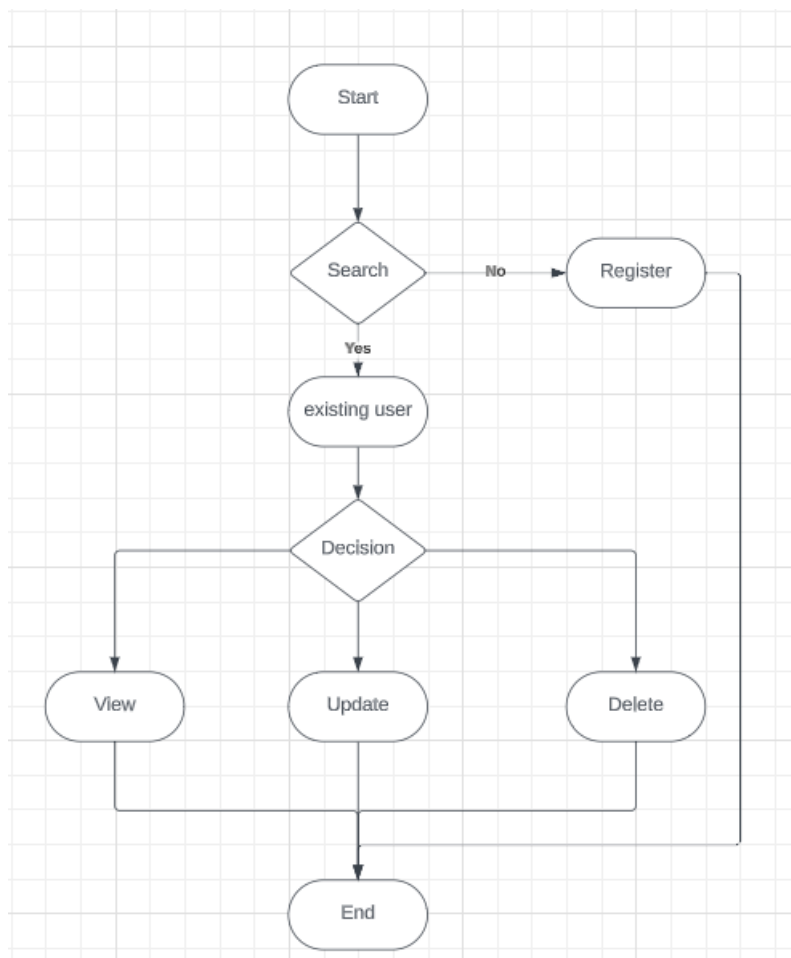 Start
Search
No
Register
Yes
existing user
Decision
View
Update
Delete
End